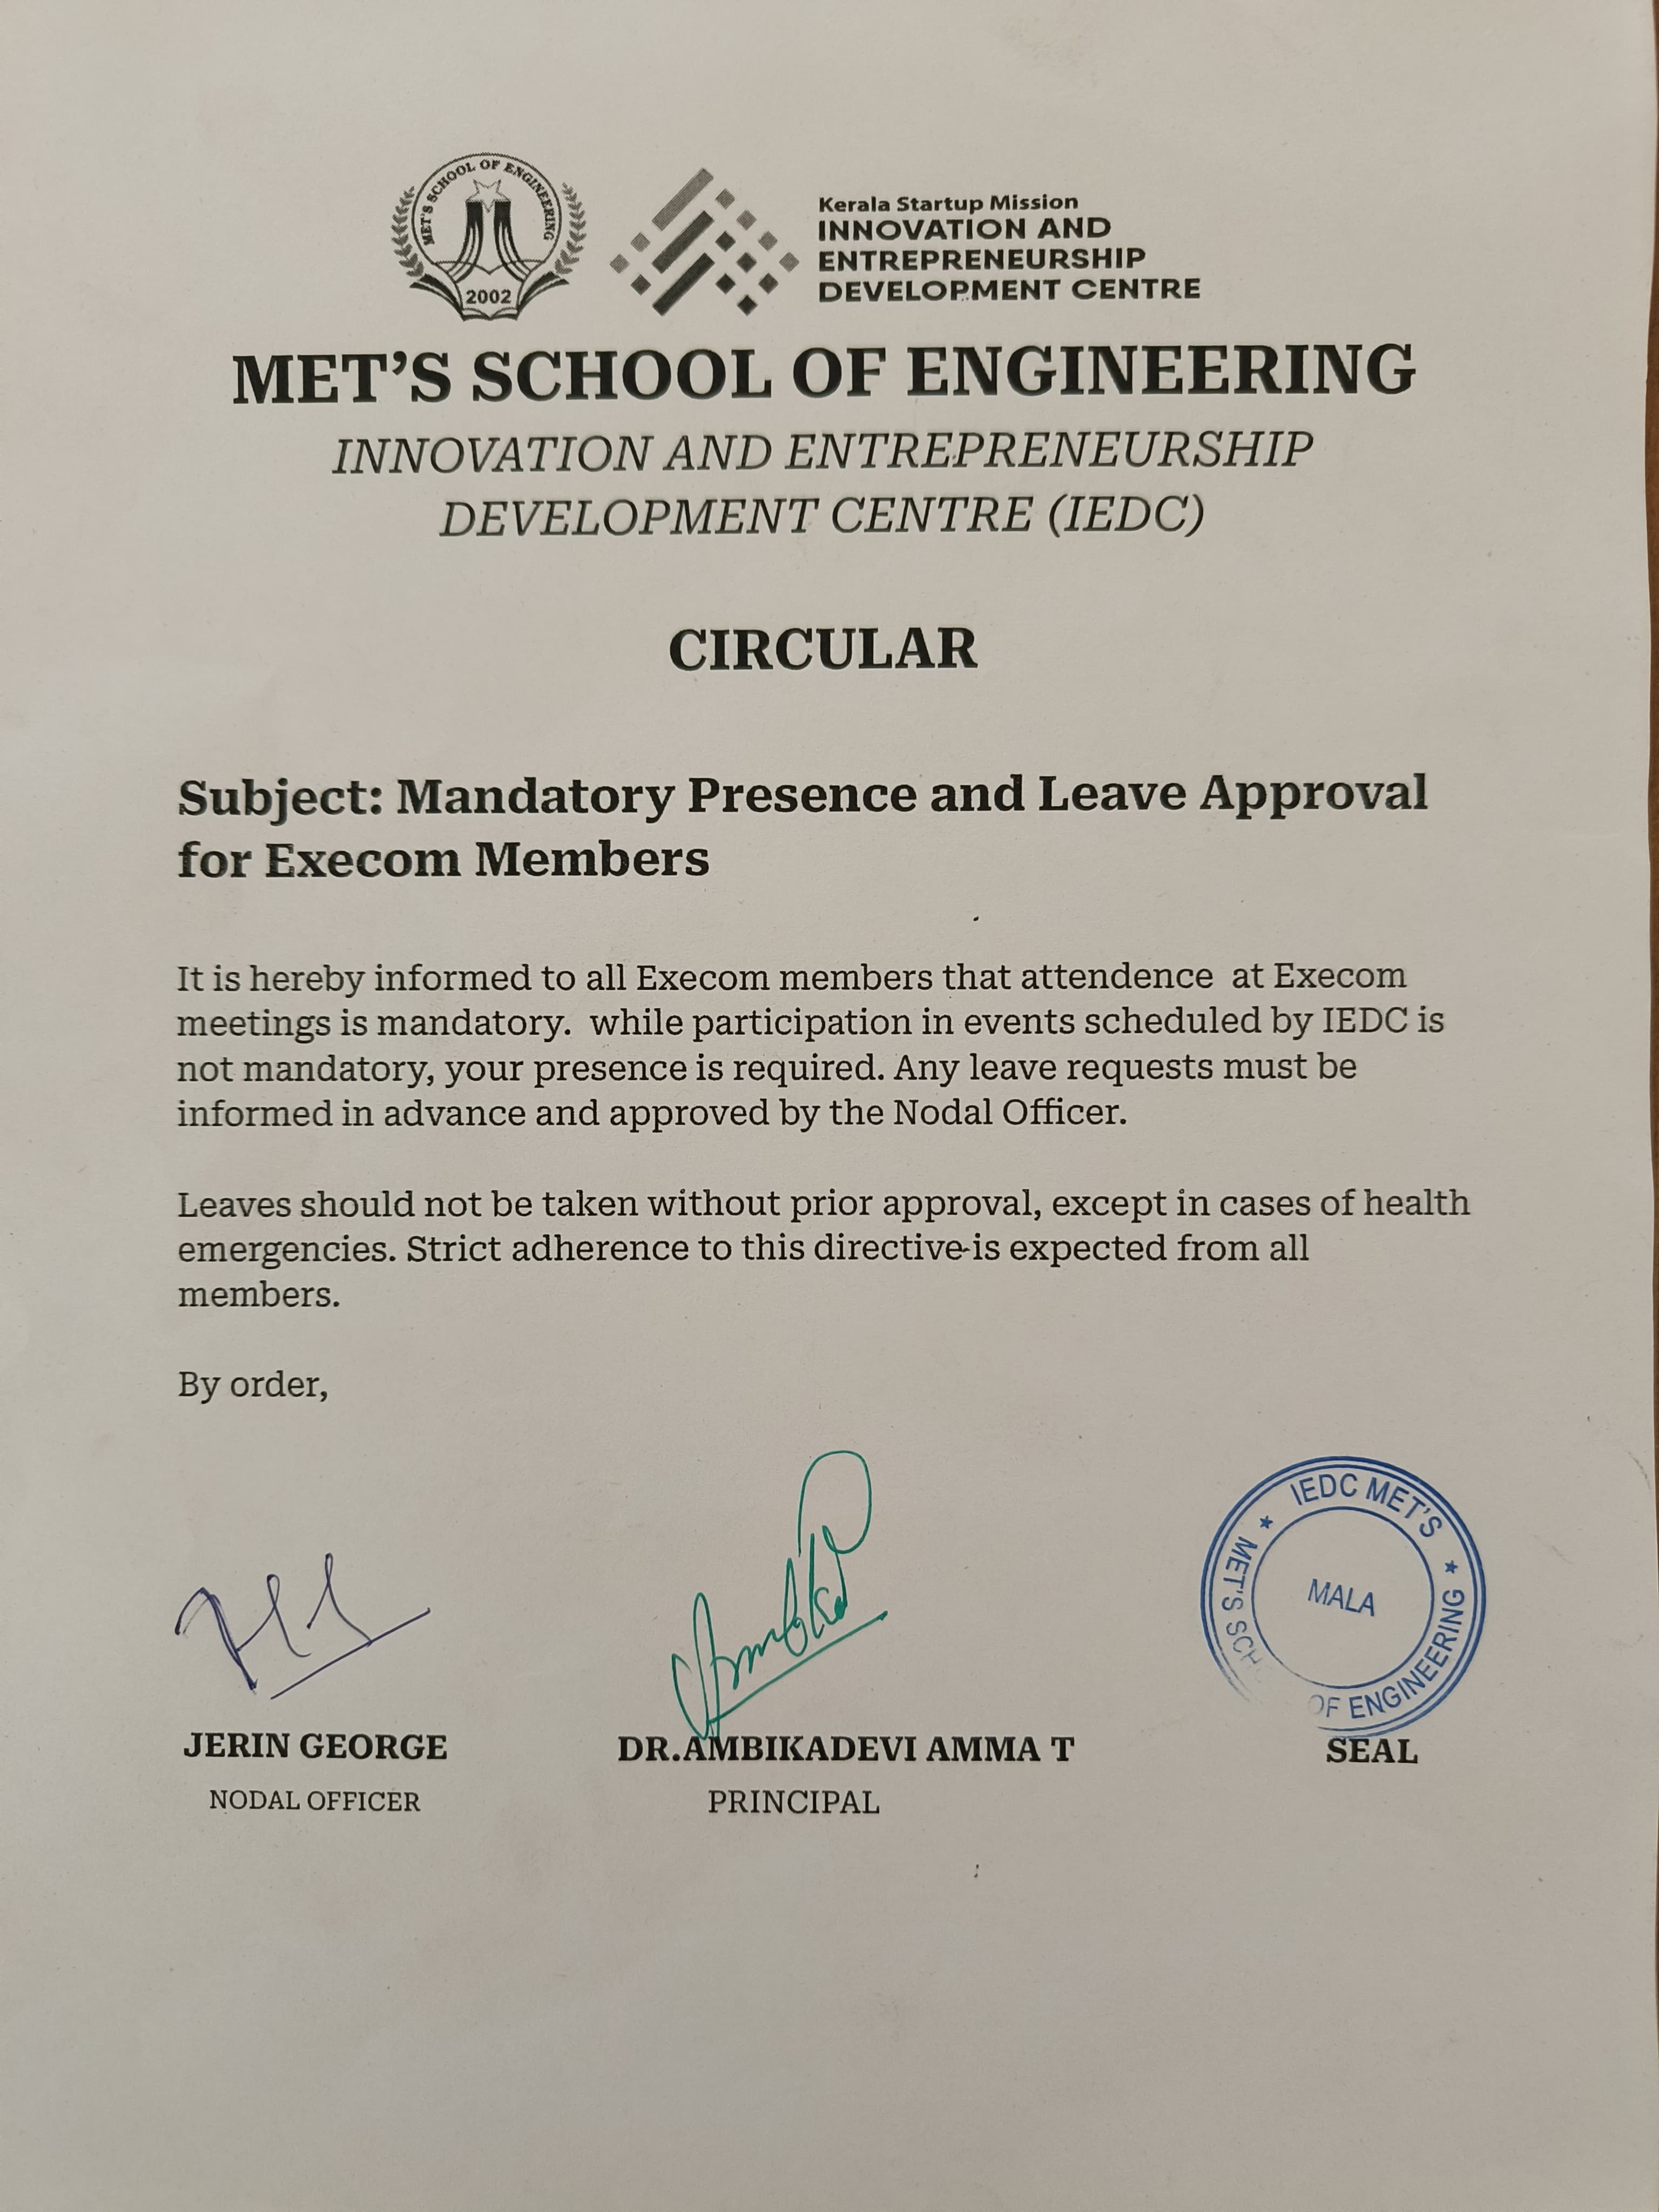 MET'S SCHOOL OF ENGINEERING
2002
Kerala Startup Mission
INNOVATION AND
ENTREPRENEURSHIP
DEVELOPMENT CENTRE
MET'S SCHOOL OF ENGINEERING
INNOVATION AND ENTREPRENEURSHIP
DEVELOPMENT CENTRE (IEDC)
CIRCULAR
Subject: Mandatory Presence and Leave Approval
for Execom Members
It is hereby informed to all Execom members that attendence at Execom
meetings is mandatory. while participation in events scheduled by IEDC is
not mandatory, your presence is required. Any leave requests must be
informed in advance and approved by the Nodal Officer.
Leaves should not be taken without prior approval, except in cases of health
emergencies. Strict adherence to this directive is expected from all
members.
By order,
IEDC MET'S
MET'S SCH OF ENGINEERING
MALA
JERIN GEORGE
NODAL OFFICER
DR.AMBIKADEVI AMMA T
PRINCIPAL
SEAL